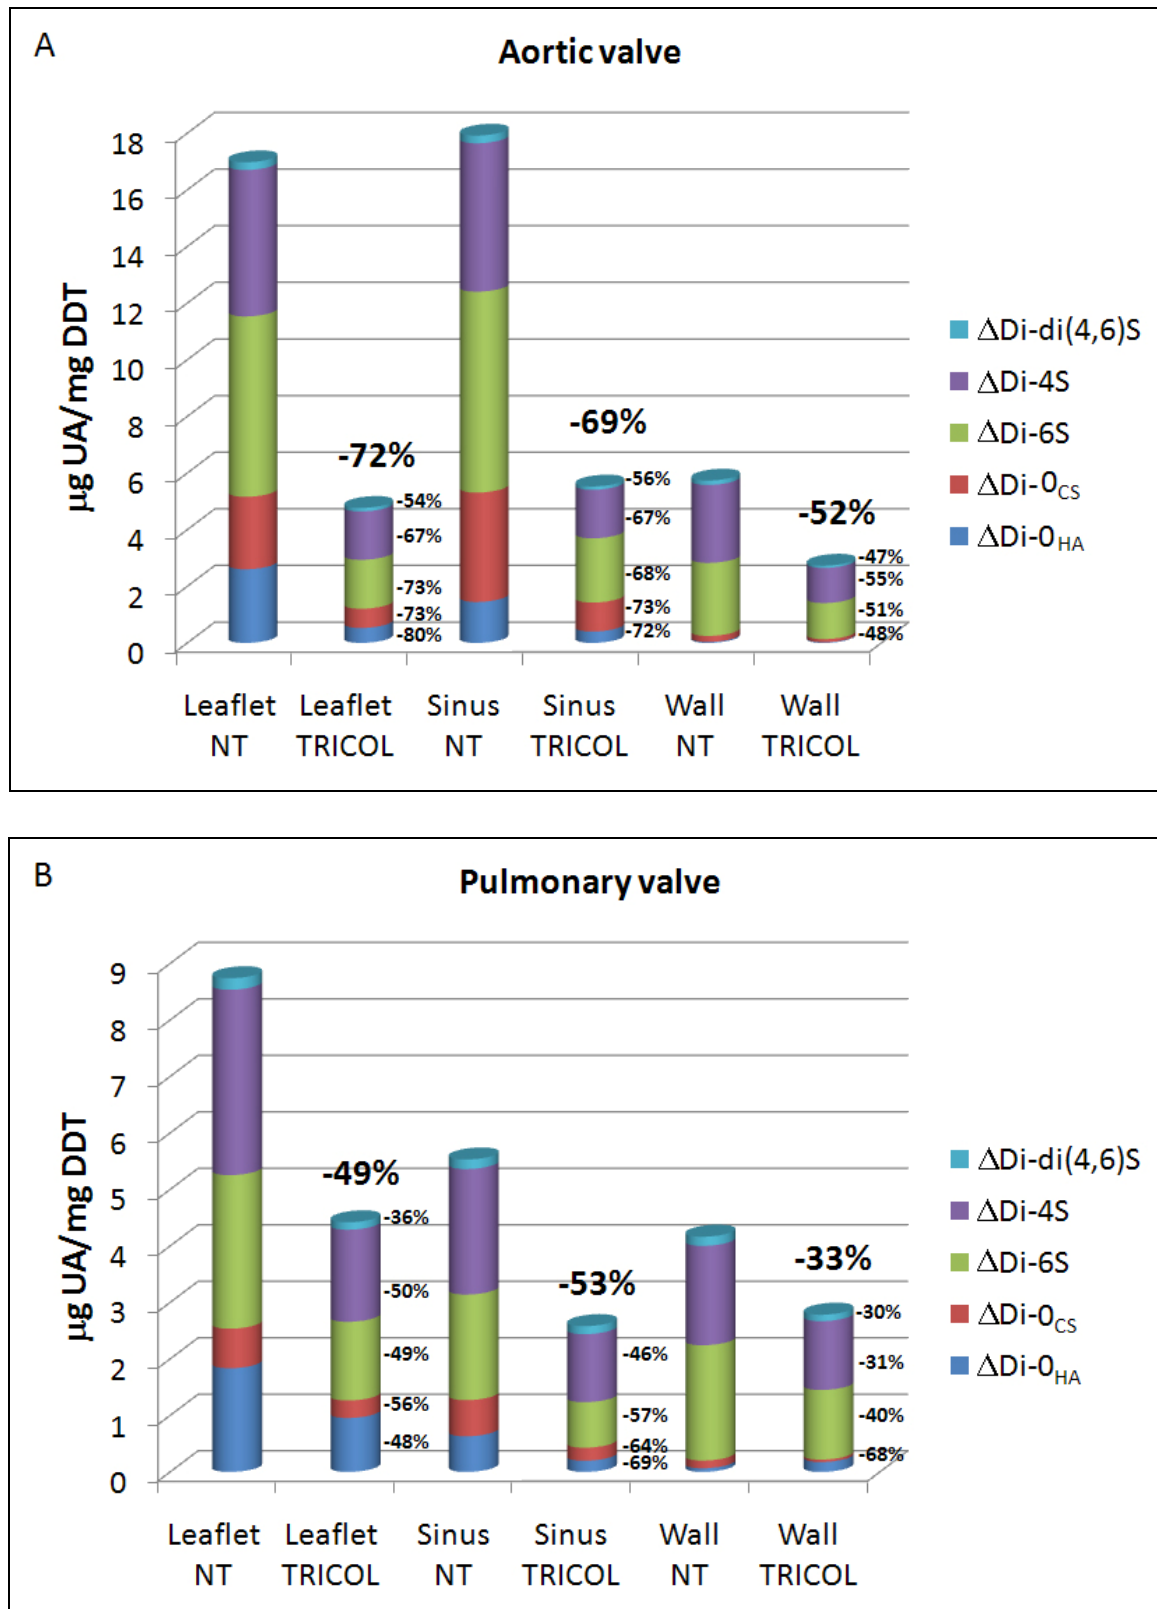 A
Aortic valve
µg UA/mg DDT
18
16
14
12
10
8
6
4
2
0
-72%
-54%
-67%
-73%
-73%
-80%
-69%
-56%
-67%
-68%
-73%
-72%
-52%
-47%
-55%
-51%
-48%
Leaflet NT
Leaflet TRICOL
Sinus NT
Sinus TRICOL
Wall NT
Wall TRICOL
ΔDi-di(4,6)S
ΔDi-4S
ΔDi-6S
ΔDi-0CS
ΔDi-0HA
B
Pulmonary valve
µg UA/mg DDT
9
8
7
6
5
4
3
2
1
0
-49%
-36%
-50%
-49%
-56%
-48%
-53%
-46%
-57%
-64%
-69%
-33%
-30%
-31%
-40%
-68%
Leaflet NT
Leaflet TRICOL
Sinus NT
Sinus TRICOL
Wall NT
Wall TRICOL
ΔDi-di(4,6)S
ΔDi-4S
ΔDi-6S
ΔDi-0CS
ΔDi-0HA